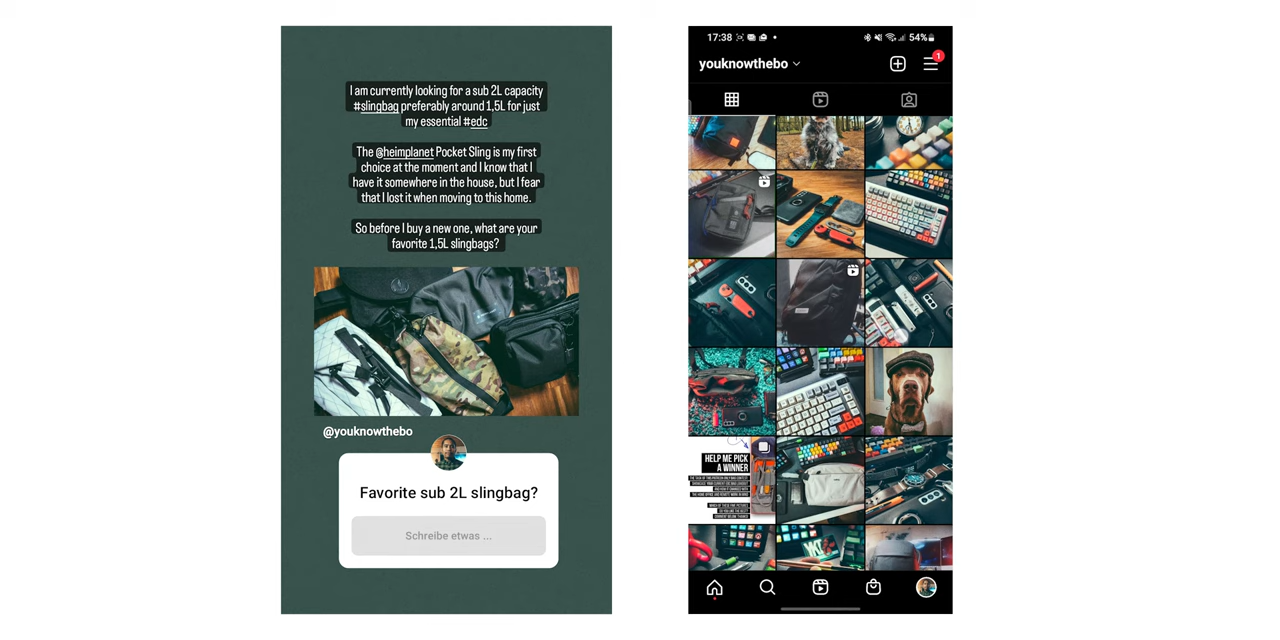 I am currently looking for a sub 2L capacity
#slingbag preferably around 1,5L for just
my essential #edc
The @heimplanet Pocket Sling is my first
choice at the moment and I know that I
have it somewhere in the house, but I fear
that I lost it when moving to this home.
So before I buy a new one, what are your
favorite 1,5L slingbags?
@youknowthebo
Favorite sub 2L slingbag?
Schreibe etwas ...
17:38
54%
youknowthebo
1
HELP ME PICK
A WINNER